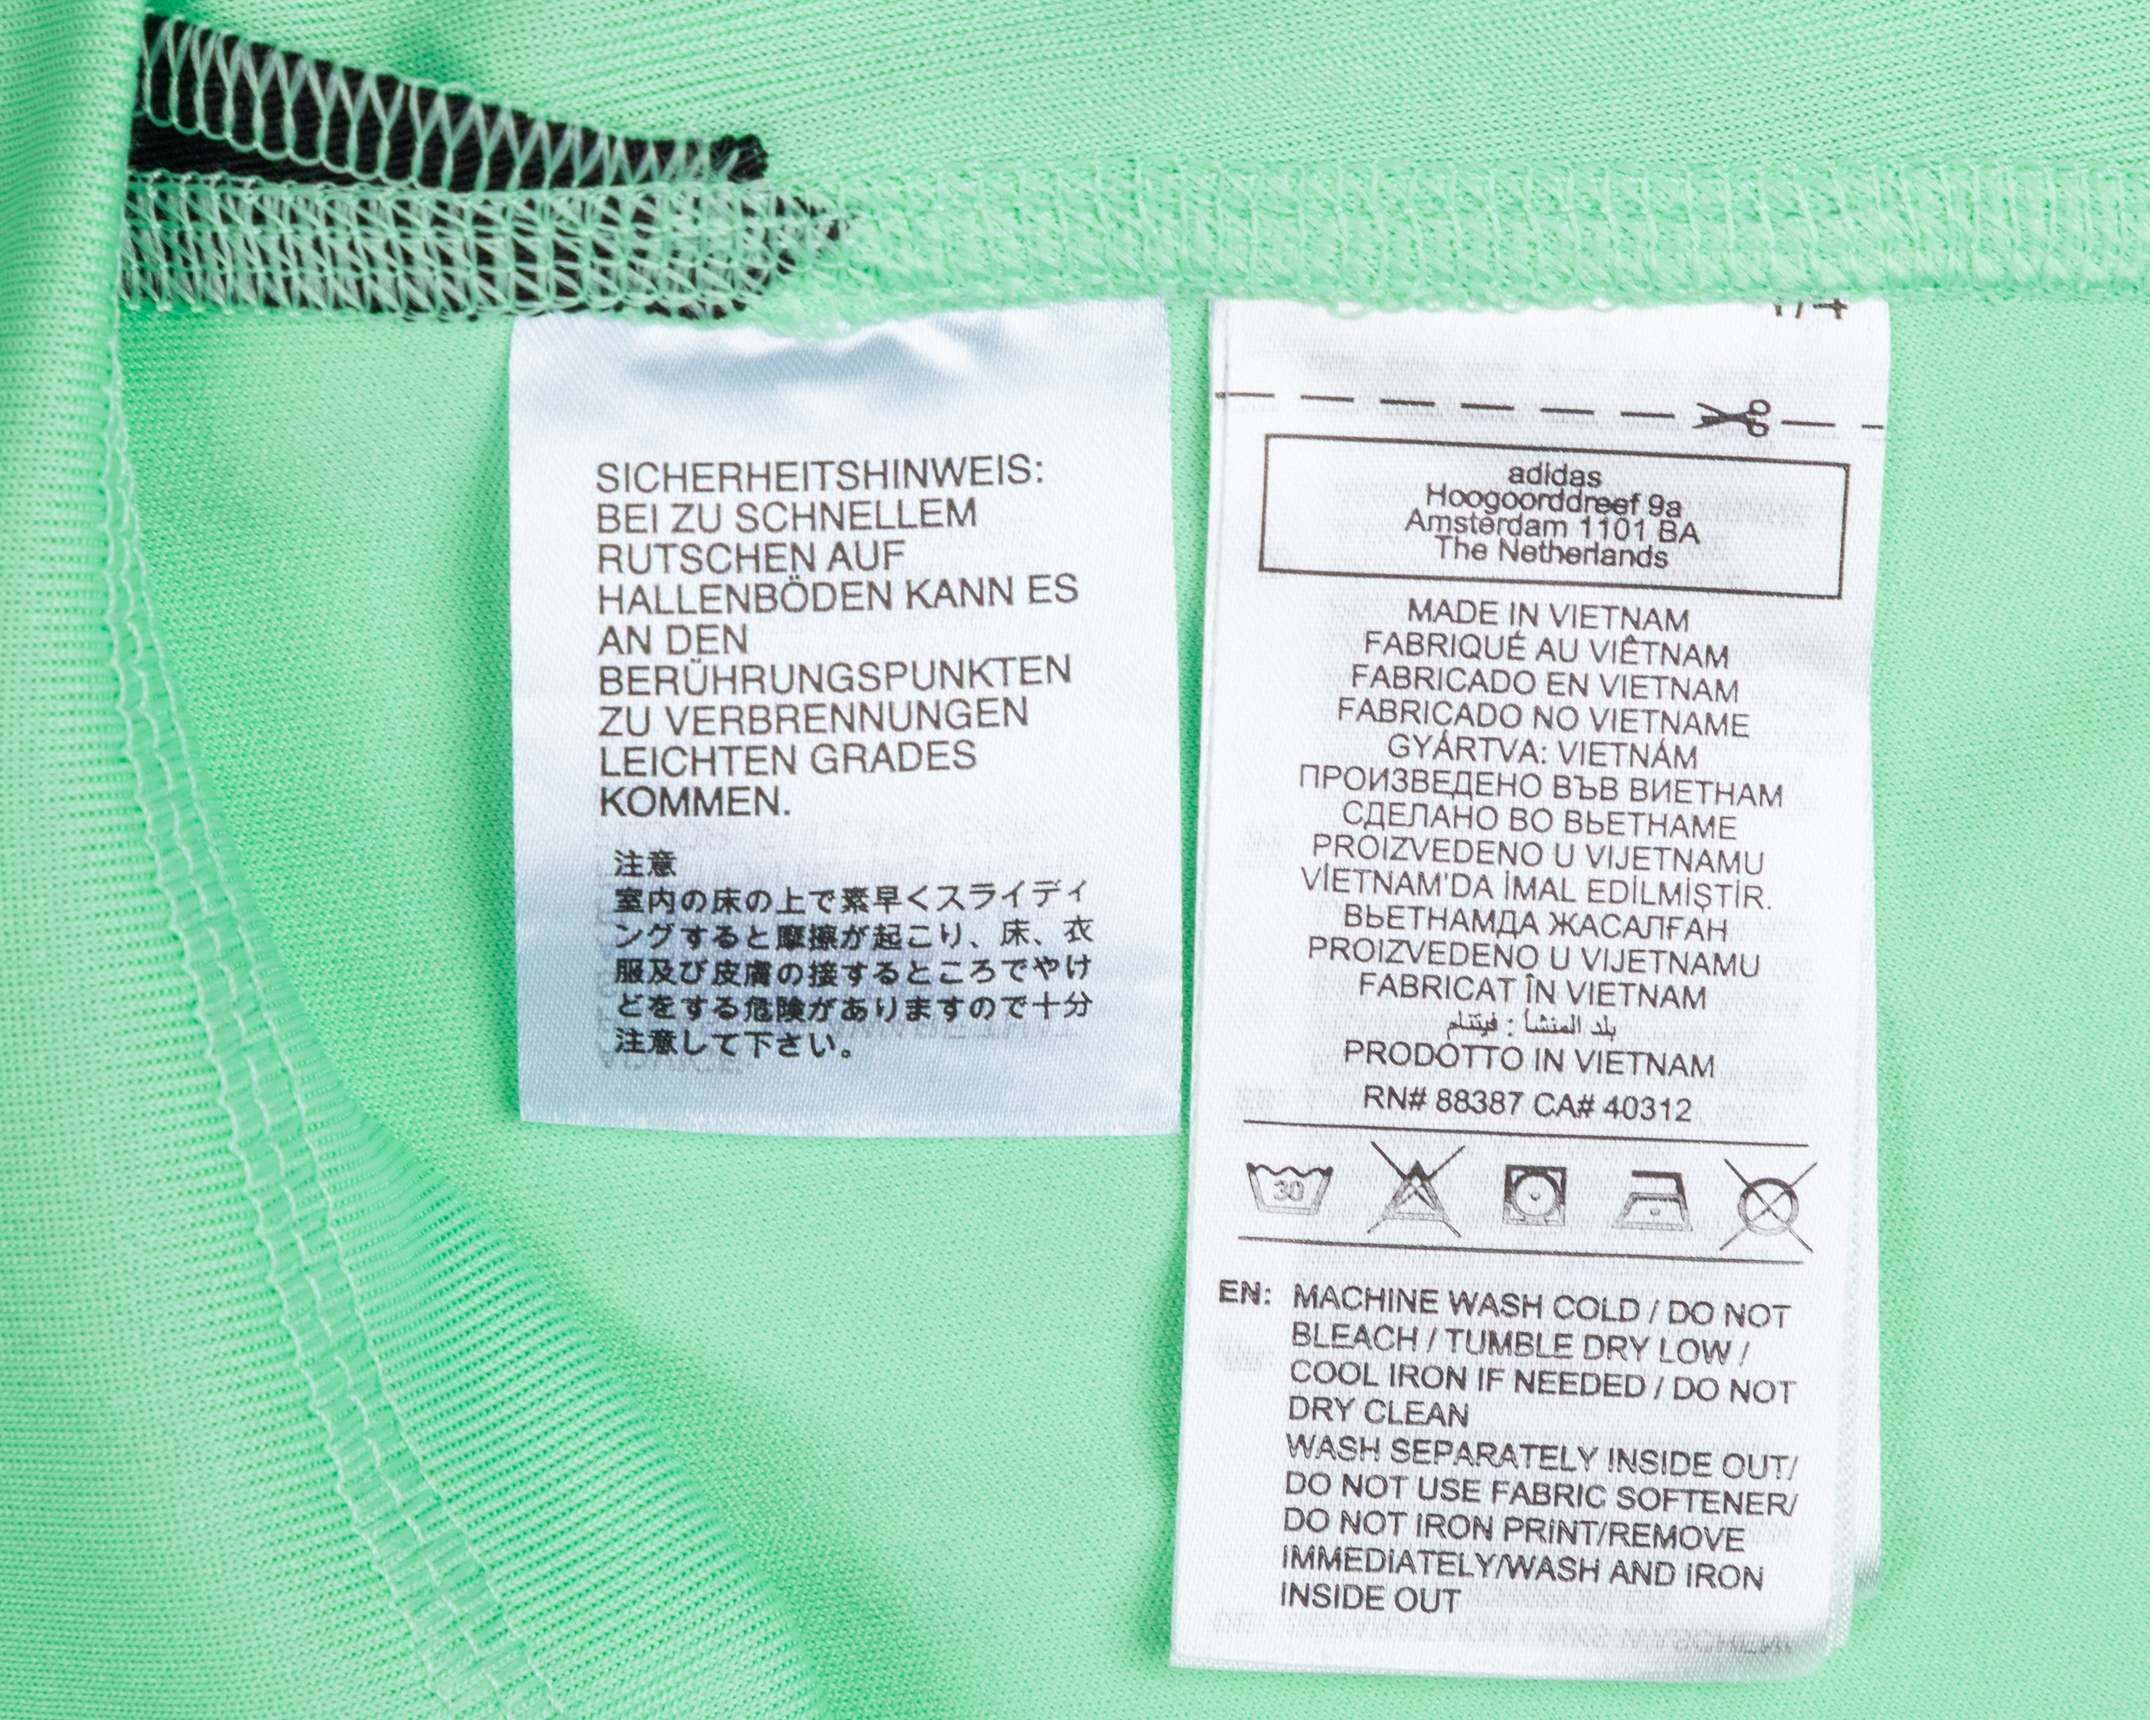 SICHERHEITSHINWEIS:
BEI ZU SCHNELLEM
RUTSCHEN AUF
HALLENBÖDEN KANN ES
AN DEN
BERÜHRUNGSPUNKTEN
ZU VERBRENNUNGEN
LEICHTEN GRADES
KOMMEN.
注意
室内の床の上で素早くスライディ
ングすると摩擦が起こり、床、衣
服及び皮膚の接するところでやけ
どをする危険がありますので十分
注意して下さい。
adidas
Hoogoorddreef 9a
Amsterdam 1101 BA
The Netherlands
MADE IN VIETNAM
FABRIQUÉ AU VIÊTNAM
FABRICADO EN VIETNAM
FABRICADO NO VIETNAME
GYÁRTVA: VIETNÁM
ПРОИЗВЕДЕНО ВЪВ ВИЕТНАМ
СДЕЛАНО ВО ВЬЕТНАМЕ
PROIZVEDENO U VIJETNAMU
VİETNAM'DA İMAL EDİLMİŞTİR.
ВЬЕТНАМДА ЖАСАЛҒАН
PROIZVEDENO U VIJETNAMU
FABRICAT ÎN VIETNAM
بلد المنشأ : فيتنام
PRODOTTO IN VIETNAM
RN# 88387 CA# 40312
30
EN: MACHINE WASH COLD / DO NOT
BLEACH / TUMBLE DRY LOW /
COOL IRON IF NEEDED / DO NOT
DRY CLEAN
WASH SEPARATELY INSIDE OUT/
DO NOT USE FABRIC SOFTENER/
DO NOT IRON PRINT/REMOVE
IMMEDIATELY/WASH AND IRON
INSIDE OUT